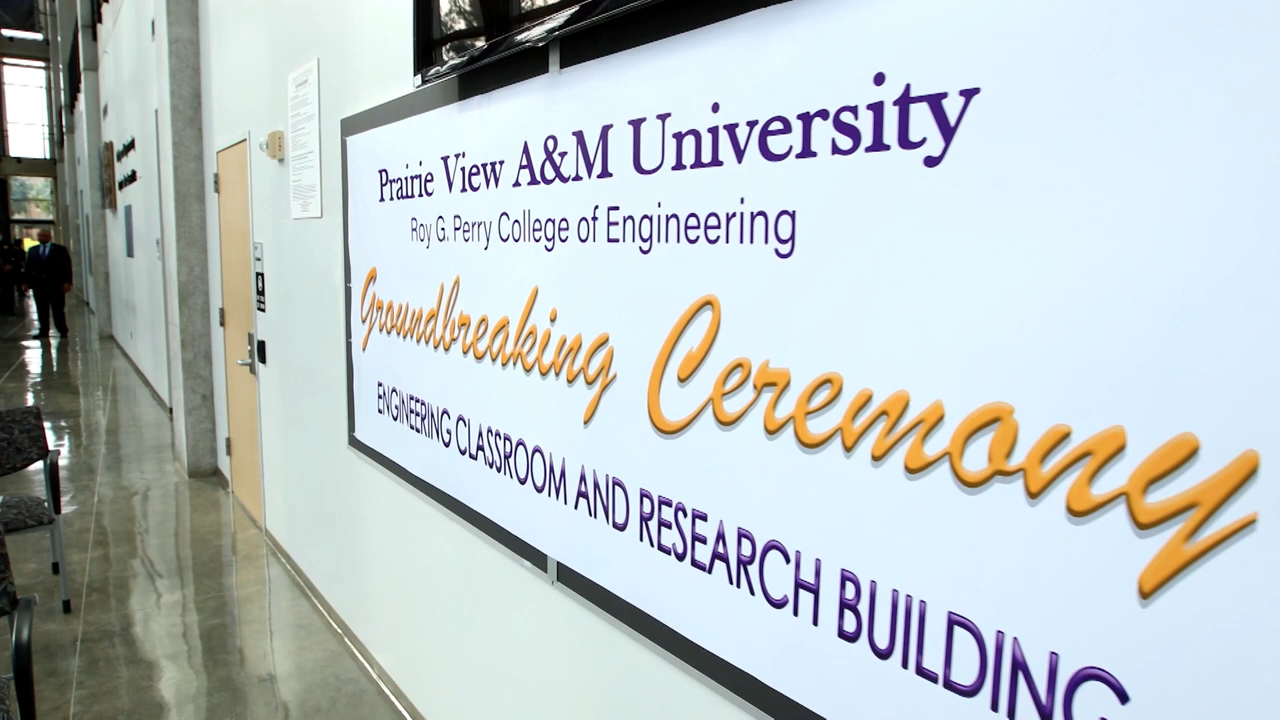 Prairie View A&M University
Roy G. Perry College of Engineering
Groundbreaking Ceremony
ENGINEERING CLASSROOM AND RESEARCH BUILDING